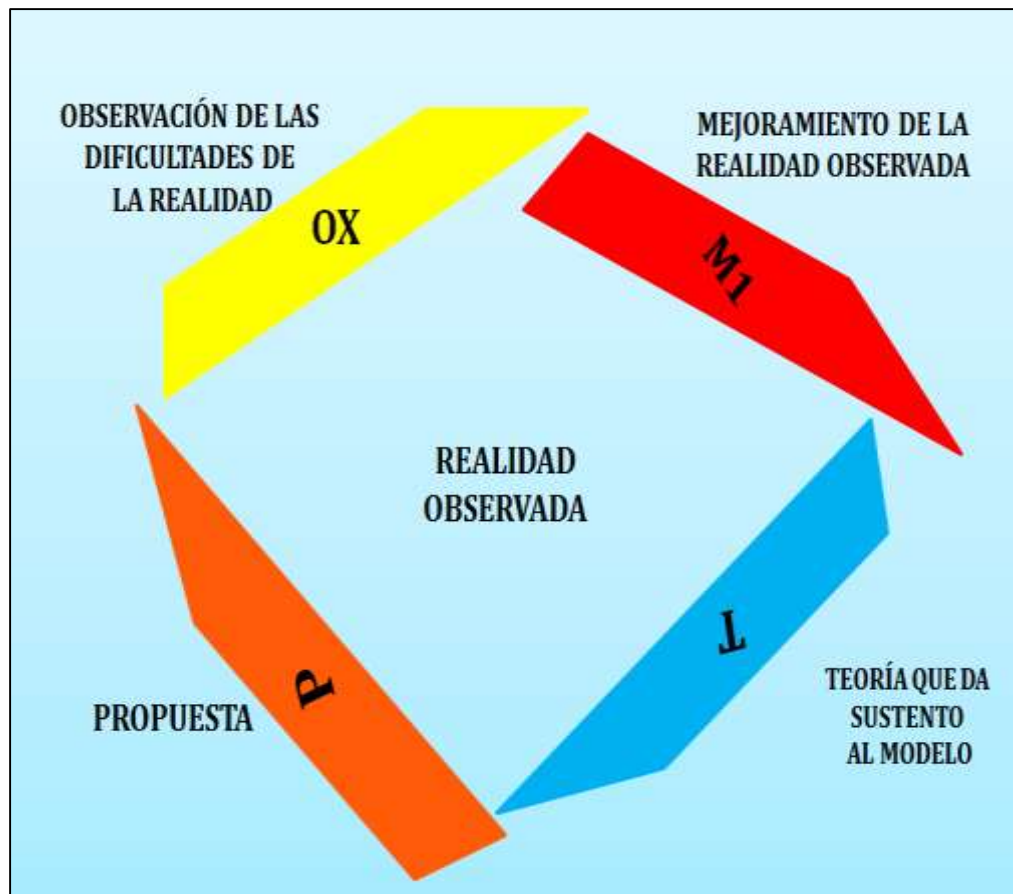 OBSERVACIÓN DE LAS
DIFICULTADES DE
LA REALIDAD
OX
MEJORAMIENTO DE LA
REALIDAD OBSERVADA
M1
REALIDAD
OBSERVADA
T
TEORÍA QUE DA
SUSTENTO
AL MODELO
P
PROPUESTA